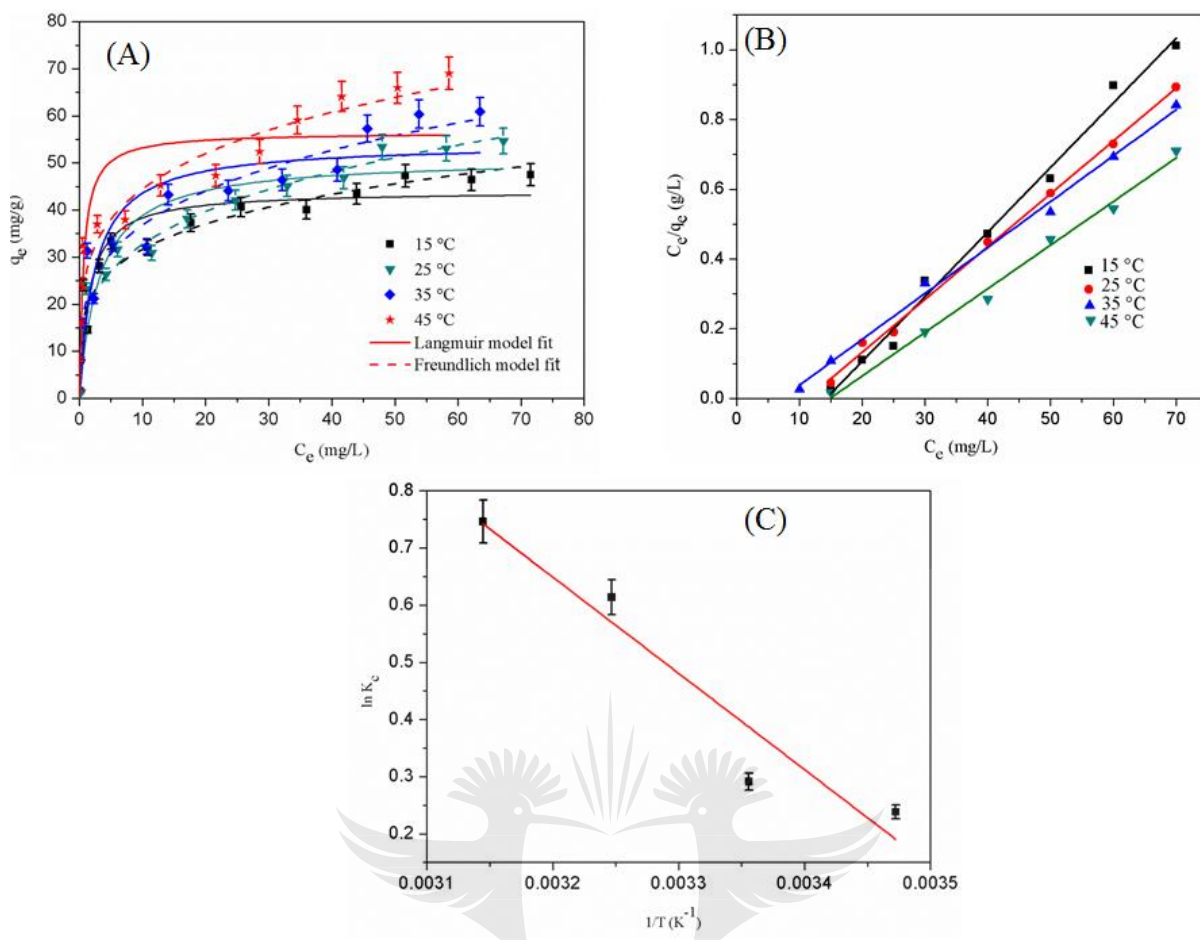 (A)
80
70
60
50
40
30
20
10
0
qe (mg/g)
0 10 20 30 40 50 60 70 80
Ce (mg/L)
15 °C
25 °C
35 °C
45 °C
Langmuir model fit
Freundlich model fit
(B)
1.0
0.8
0.6
0.4
0.2
0.0
Ce/qe (g/L)
0 10 20 30 40 50 60 70
Ce (mg/L)
15 °C
25 °C
35 °C
45 °C
(C)
0.8
0.7
0.6
0.5
0.4
0.3
0.2
ln Kc
0.0031 0.0032 0.0033 0.0034 0.0035
1/T (K-1)